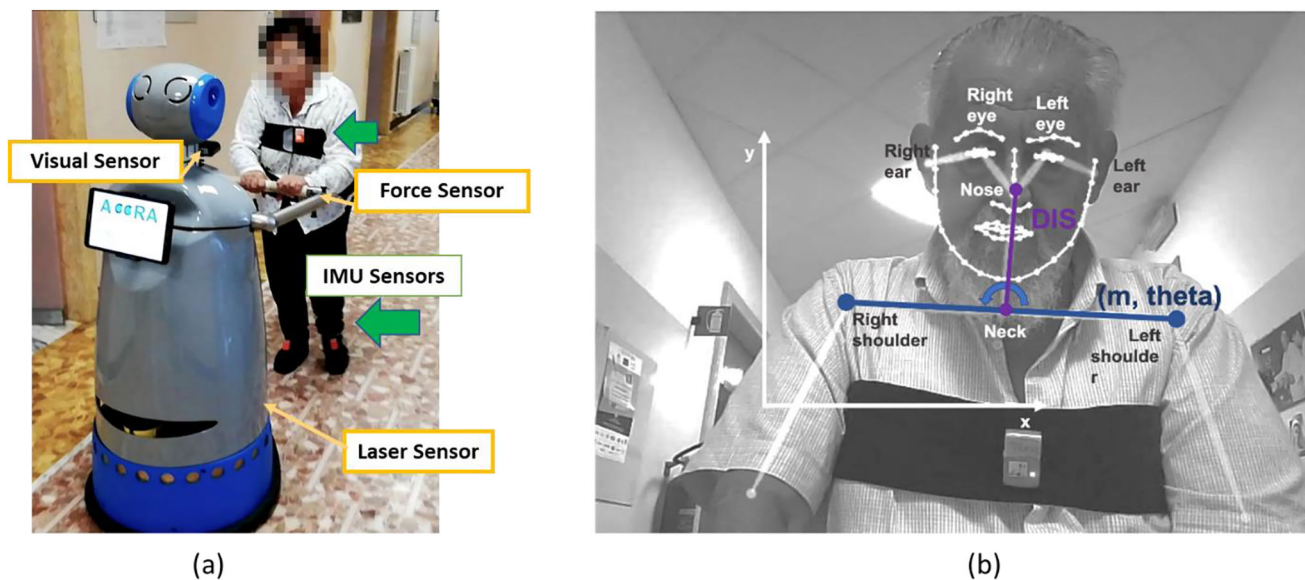 Visual Sensor
Force Sensor
ACCRA
IMU Sensors
Laser Sensor
(a)
Right
eye
Left
eye
y
Right
ear
Left
ear
Nose
DIS
(m, theta)
Right
shoulder
Neck
Left
shoulde
r
x
(b)